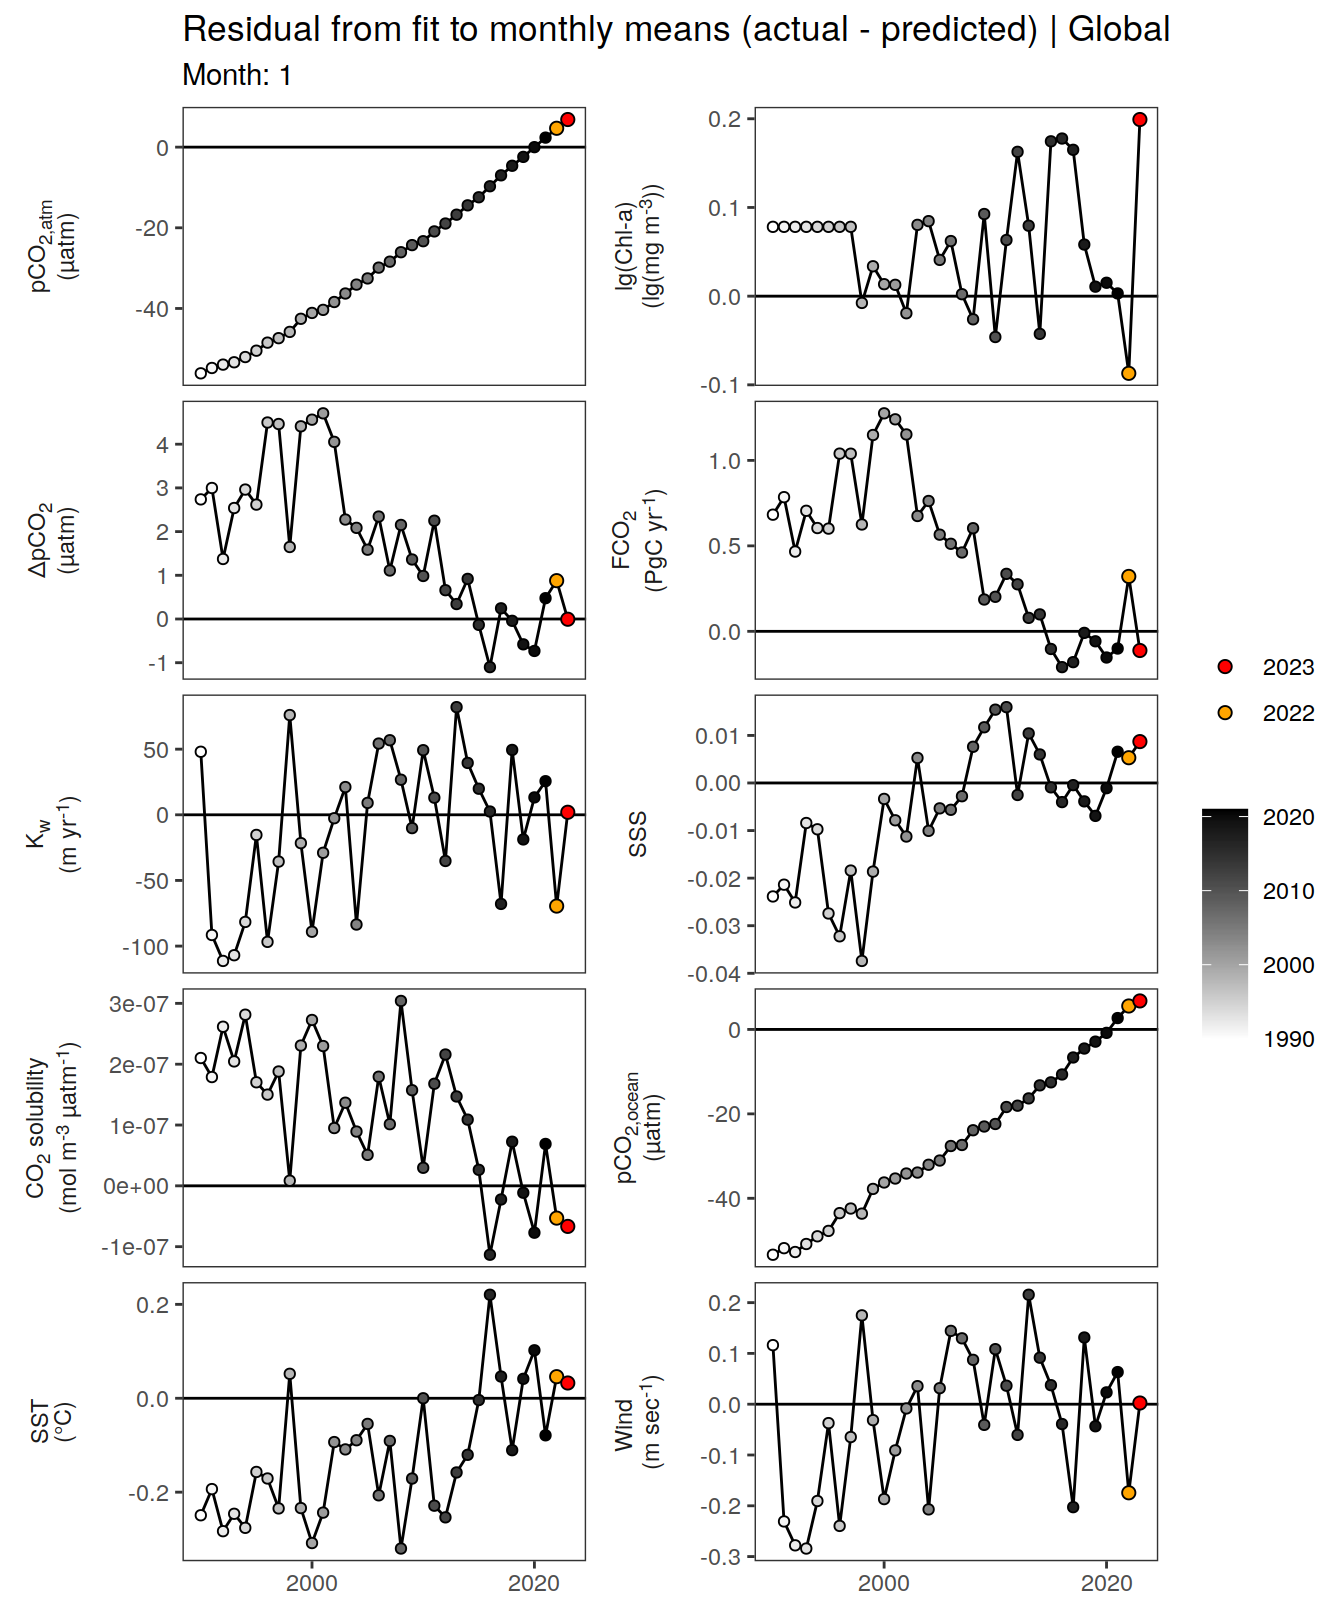 Residual from fit to monthly means (actual - predicted) | Global
Month: 1
pCO2,atm
(µatm)
0
-20
-40
lg(Chl-a)
(lg(mg m-3))
0.2
0.1
0.0
-0.1
ΔpCO2
(µatm)
4
3
2
1
0
-1
FCO2
(PgC yr-1)
1.0
0.5
0.0
Kw
(m yr-1)
50
0
-50
-100
SSS
0.01
0.00
-0.01
-0.02
-0.03
-0.04
CO2 solubility
(mol m-3 µatm-1)
3e-07
2e-07
1e-07
0e+00
-1e-07
pCO2,ocean
(µatm)
0
-20
-40
SST
(°C)
0.2
0.0
-0.2
2000
2020
Wind
(m sec-1)
0.2
0.1
0.0
-0.1
-0.2
-0.3
2000
2020
2023
2022
2020
2010
2000
1990